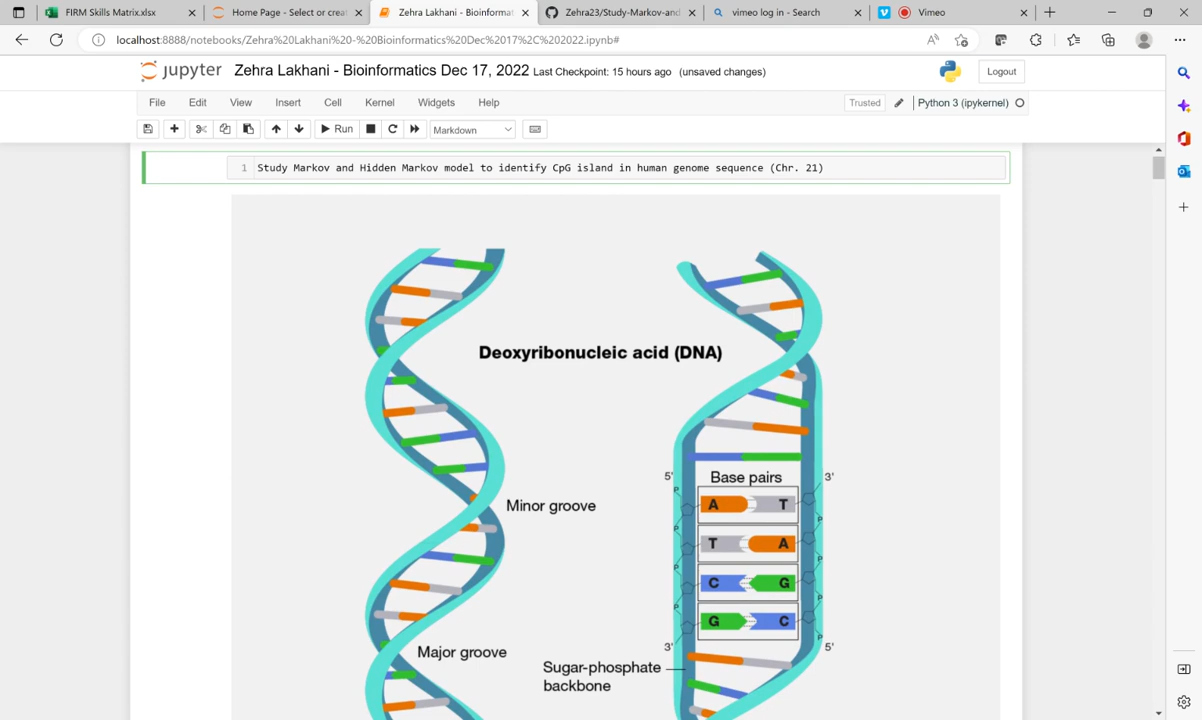 FIRM Skills Matrix.xlsx
Home Page - Select or creat
Zehra Lakhani - Bioinformat
Zehra23/Study-Markov-and
vimeo log in - Search
Vimeo
localhost:8888/notebooks/Zehra%20Lakhani%20-%20Bioinformatics%20Dec%2017%2C%202022.ipynb#
jupyter Zehra Lakhani - Bioinformatics Dec 17, 2022 Last Checkpoint: 15 hours ago (unsaved changes)
Logout
File Edit View Insert Cell Kernel Widgets Help
Trusted
Python 3 (ipykernel)
Run
Markdown
1 Study Markov and Hidden Markov model to identify CpG island in human genome sequence (Chr. 21)
Deoxyribonucleic acid (DNA)
5'
Base pairs
3'
P
A T
P
P
T A
P
P
C G
P
P
G C
P
3'
5'
Minor groove
Major groove
Sugar-phosphate
backbone